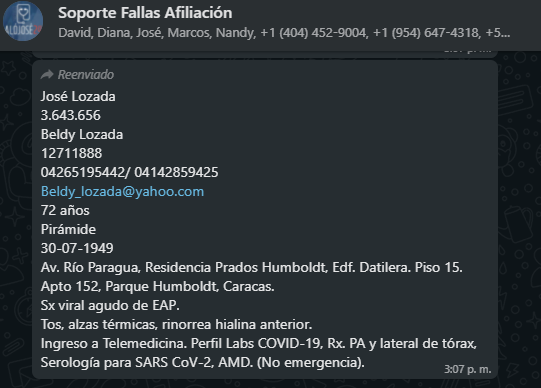 ALÓJOSÉ
Soporte Fallas Afiliación
David, Diana, José, Marcos, Nandy, +1 (404) 452-9004, +1 (954) 647-4318, +5...
Reenviado
José Lozada
3.643.656
Beldy Lozada
12711888
04265195442/ 04142859425
Beldy_lozada@yahoo.com
72 años
Pirámide
30-07-1949
Av. Río Paragua, Residencia Prados Humboldt, Edf. Datilera. Piso 15.
Apto 152, Parque Humboldt, Caracas.
Sx viral agudo de EAP.
Tos, alzas térmicas, rinorrea hialina anterior.
Ingreso a Telemedicina. Perfil Labs COVID-19, Rx. PA y lateral de tórax,
Serología para SARS CoV-2, AMD. (No emergencia).
3:07 p. m.